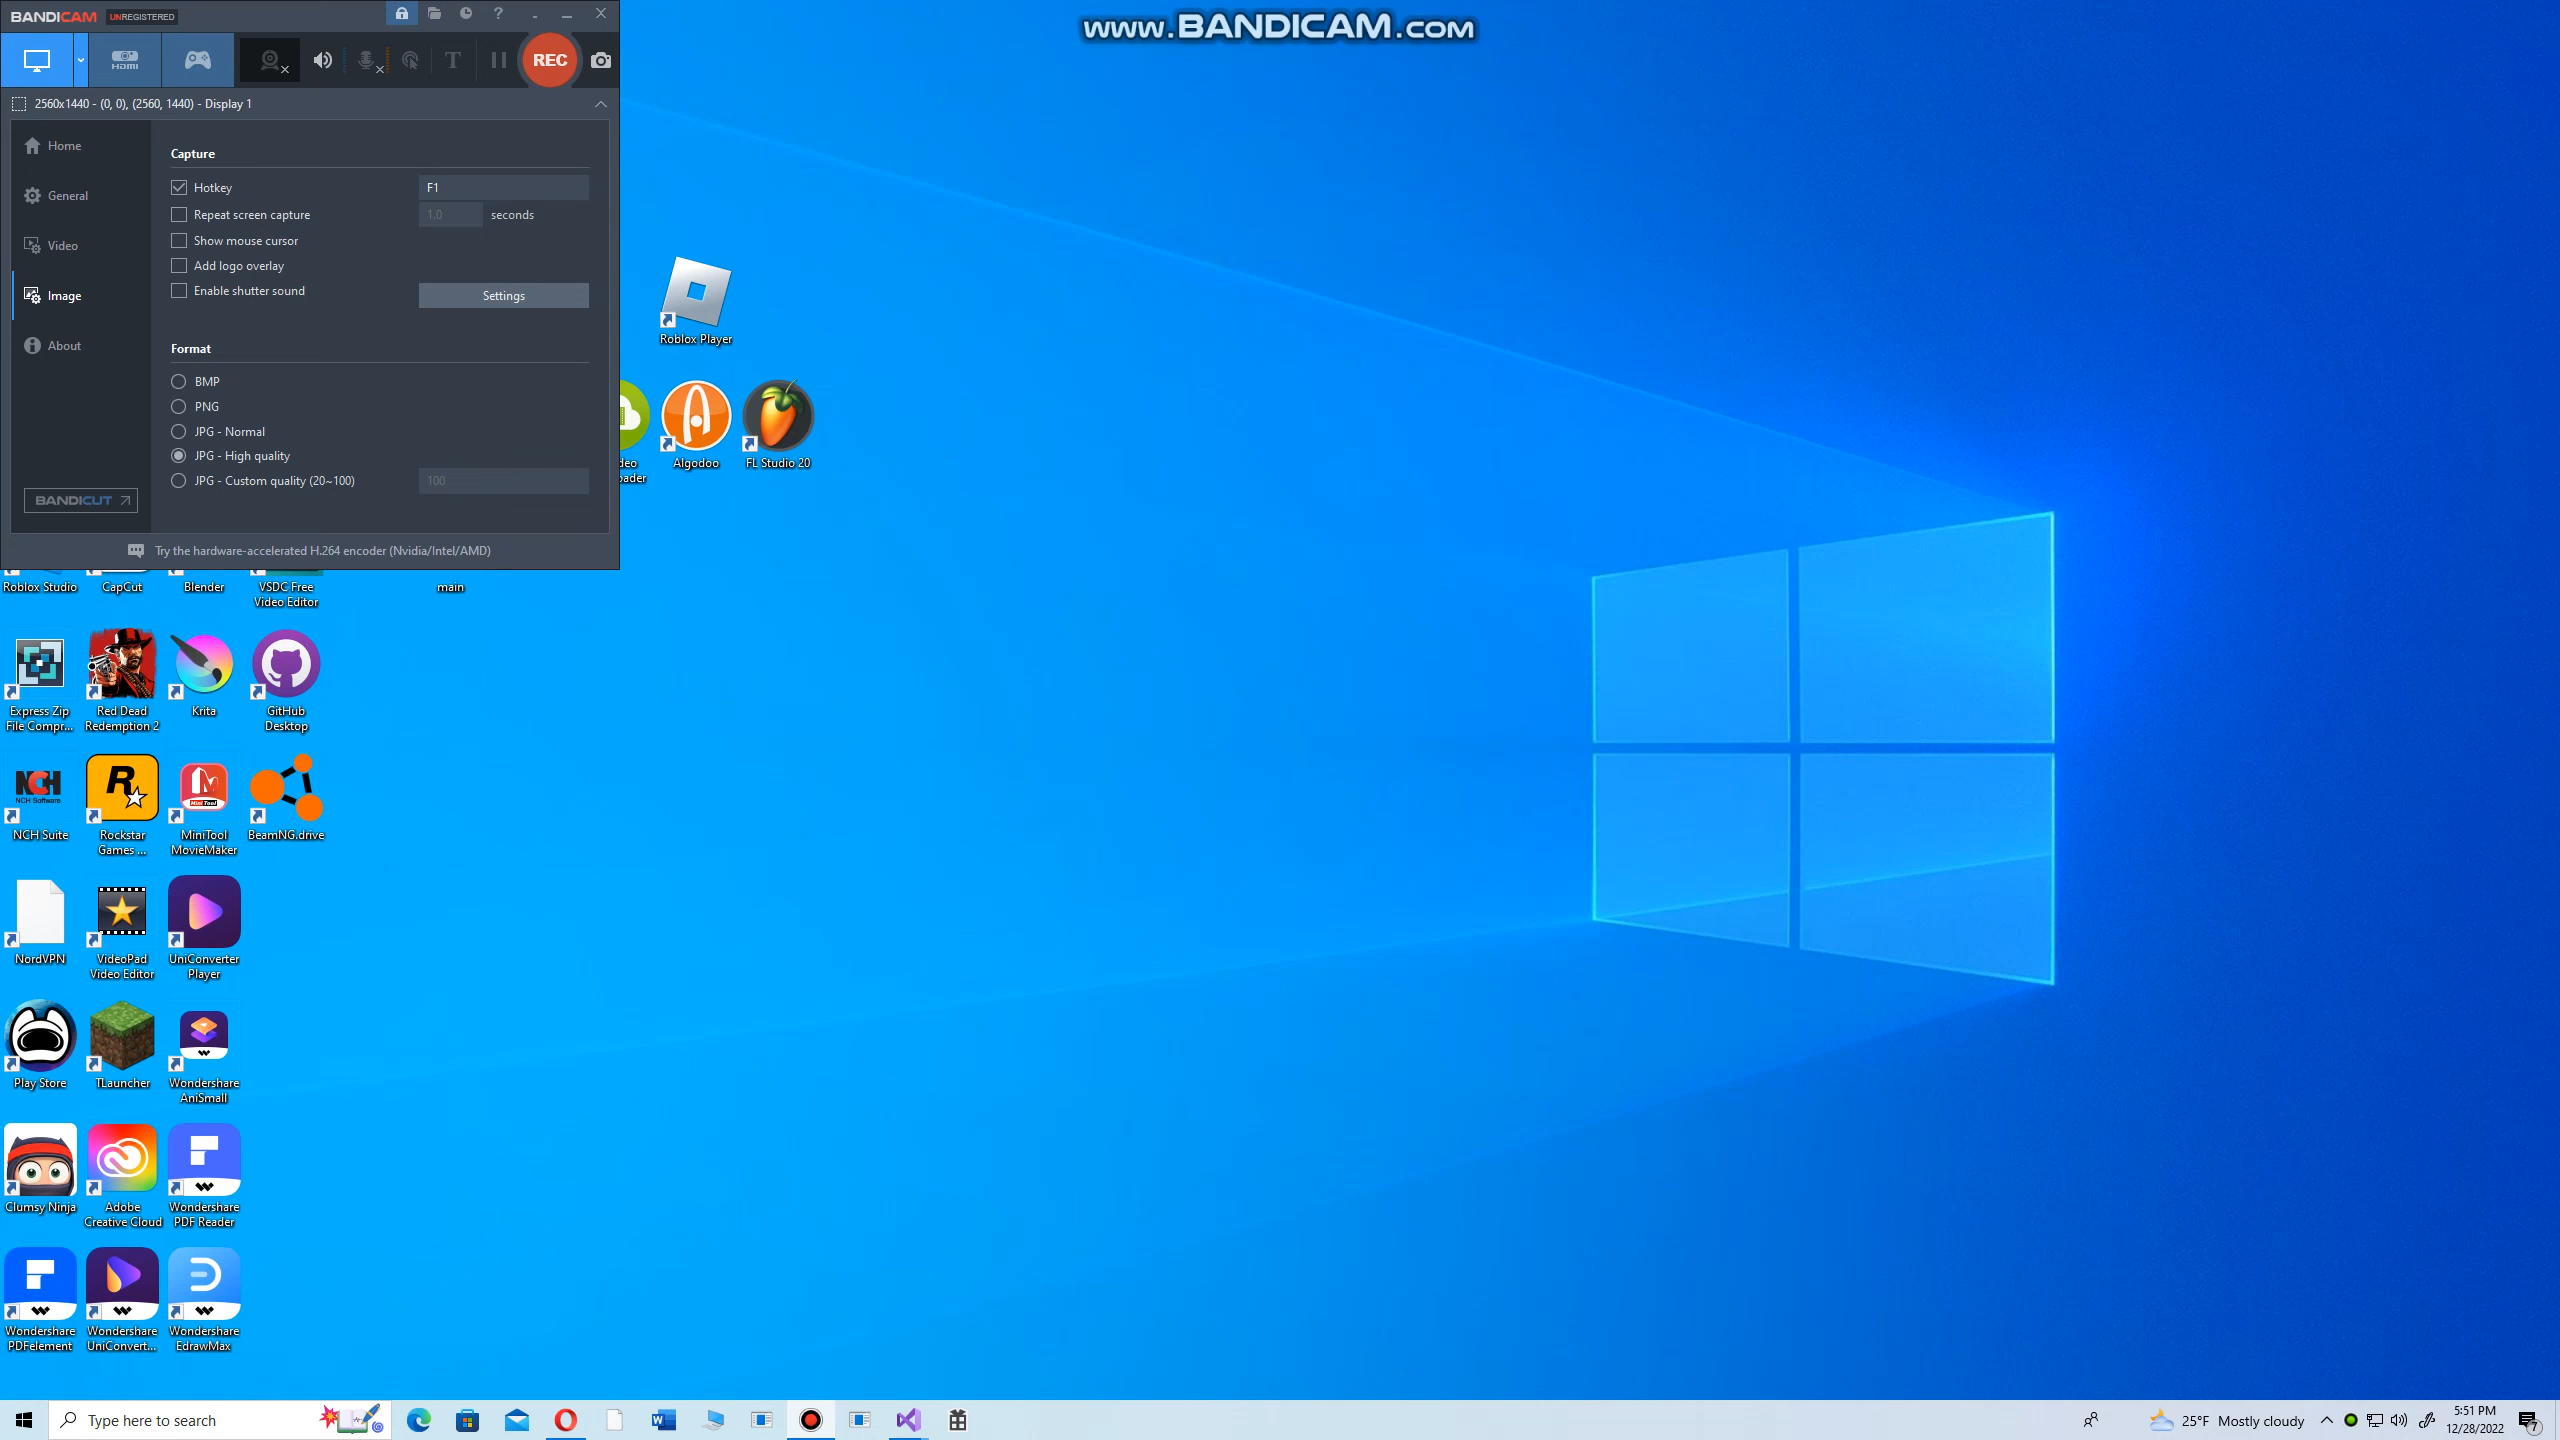 BANDICAM UNREGISTERED
www.BANDICAM.com
HDMI
T
REC
2560x1440 - (0, 0), (2560, 1440) - Display 1
Home
General
Video
Image
About
BANDICUT
Capture
Hotkey F1
Repeat screen capture 1.0 seconds
Show mouse cursor
Add logo overlay
Enable shutter sound
Settings
Format
BMP
PNG
JPG - Normal
JPG - High quality
JPG - Custom quality (20~100) 100
Try the hardware-accelerated H.264 encoder (Nvidia/Intel/AMD)
Roblox Player
Algodoo
FL Studio 20
Roblox Studio
CapCut
Blender
VSDC Free
Video Editor
main
Express Zip
File Compr...
Red Dead
Redemption 2
Krita
GitHub
Desktop
NCH
NCH Software
NCH Suite
R
Rockstar
Games ...
Mini Tool
MiniTool
MovieMaker
BeamNG.drive
NordVPN
VideoPad
Video Editor
UniConverter
Player
Play Store
TLauncher
Wondershare
AniSmall
Clumsy Ninja
Adobe
Creative Cloud
Wondershare
PDF Reader
Wondershare
PDFelement
Wondershare
UniConvert...
Wondershare
EdrawMax
Type here to search
25°F Mostly cloudy
5:51 PM
12/28/2022
7